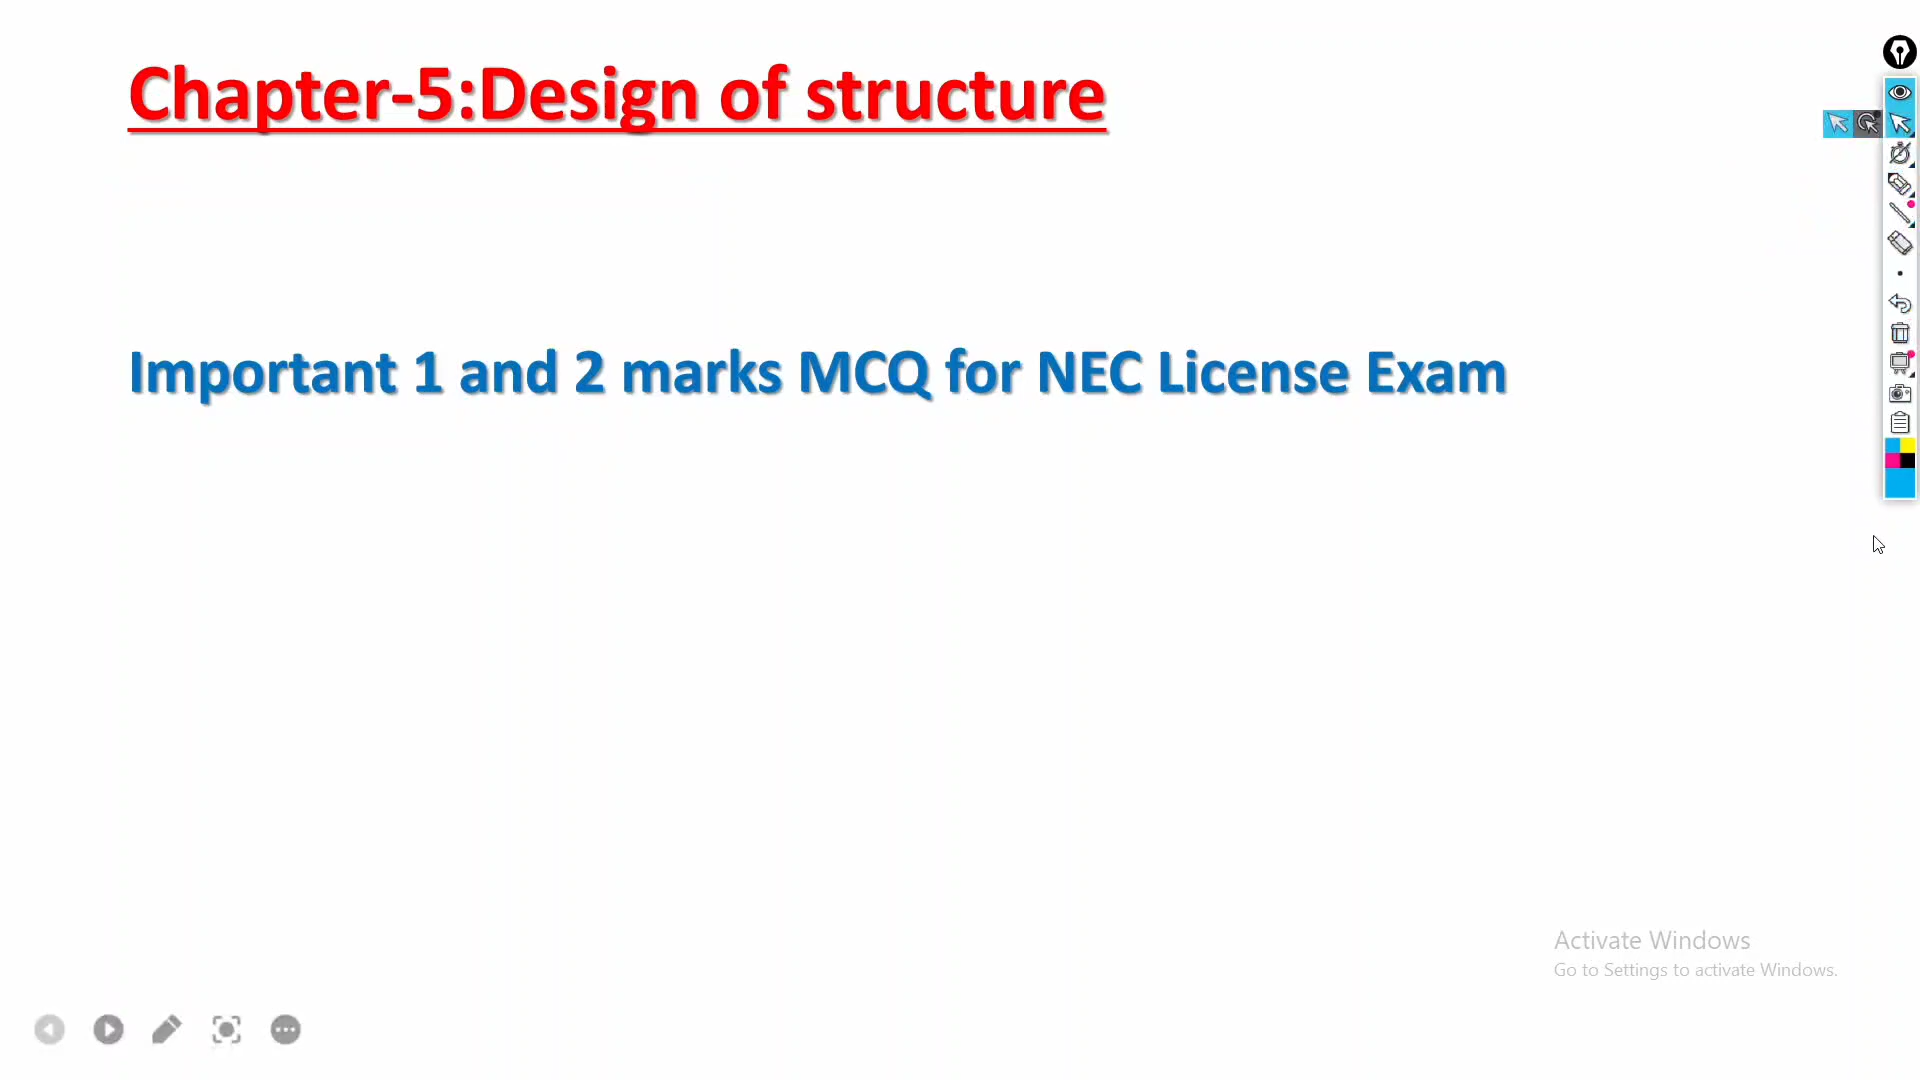 Chapter-5:Design of structure
Important 1 and 2 marks MCQ for NEC License Exam
Activate Windows
Go to Settings to activate Windows.